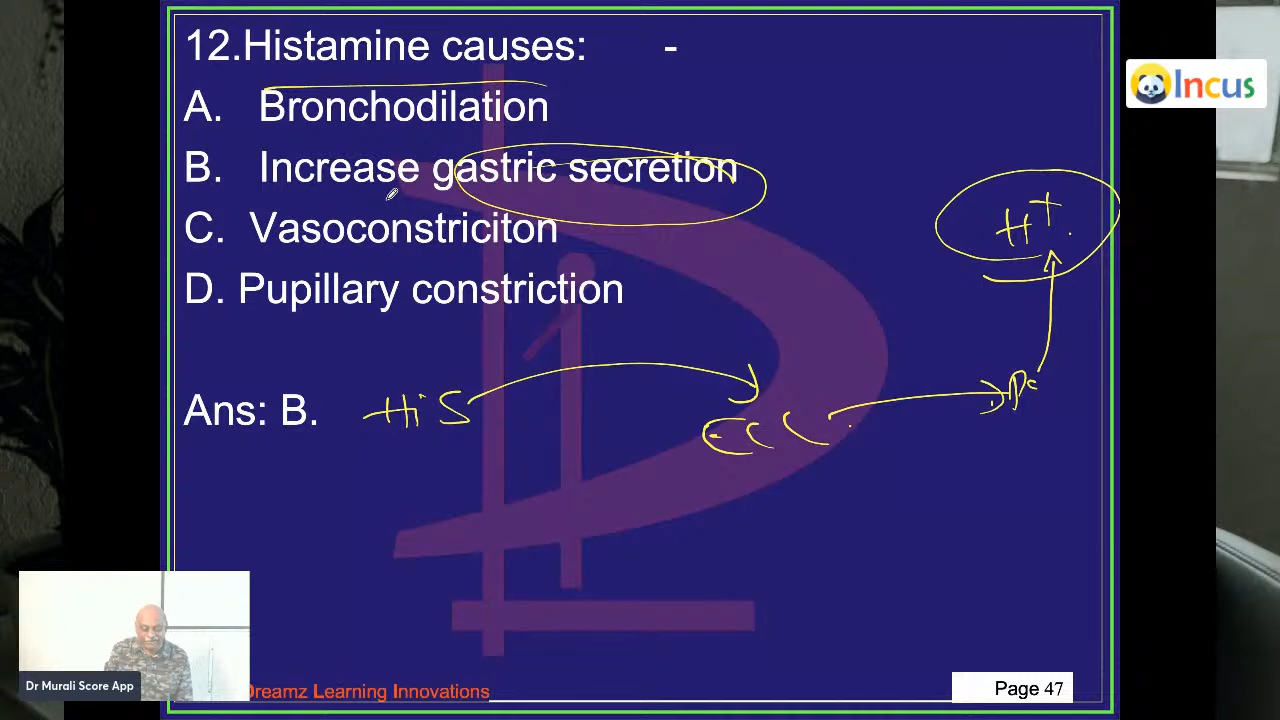 12.Histamine causes: -
A. Bronchodilation
B. Increase gastric secretion
C. Vasoconstriciton
D. Pupillary constriction
Ans: B. HiS
H+.
Incus
Dr Murali Score App
Dreamz Learning Innovations
Page 47